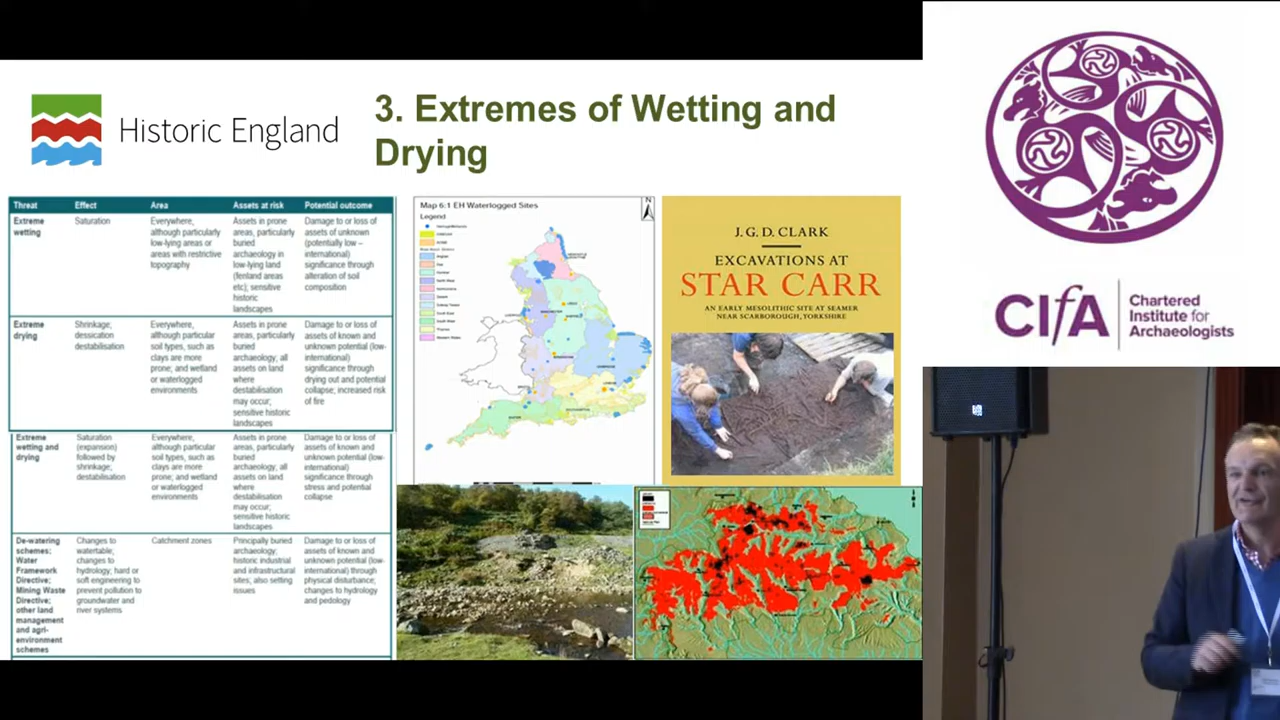 Historic England
3. Extremes of Wetting and
Drying
Threat Effect Area Assets at risk Potential outcome
Extreme
wetting
Saturation
Everywhere,
although particularly
low-lying areas or
areas with restrictive
topography
Assets in prone
areas, particularly
buried
archaeology in
low-lying land
(fenland areas
etc); sensitive
historic
landscapes
Damage to or loss of
assets of unknown
(potentially low –
international)
significance through
alteration of soil
composition
Extreme
drying
Shrinkage,
dessication
destabilisation
Everywhere,
although particular
soil types, such as
clays are more
prone; and wetland
or waterlogged
environments
Assets in prone
areas, particularly
buried
archaeology; all
assets on land
where
destabilisation
may occur;
sensitive historic
landscapes
Damage to or loss of
assets of known and
unknown potential (low-
international)
significance through
drying out and potential
collapse; increased risk
of fire
Extreme
wetting and
drying
Saturation
(expansion)
followed by
shrinkage,
destabilisation
Everywhere,
although particular
soil types, such as
clays are more
prone; and wetland
or waterlogged
environments
Assets in prone
areas, particularly
buried
archaeology, all
assets on land
where
destabilisation
may occur;
sensitive historic
landscapes
Damage to or loss of
assets of known and
unknown potential (low-
international)
significance through
stress and potential
collapse
De-watering
schemes;
Water
Framework
Directive;
Mining Waste
Directive;
other land
management
and agri-
environment
schemes
Changes to
watertable;
changes to
hydrology; hard or
soft engineering to
prevent pollution to
groundwater and
river systems
Catchment zones
Principally buried
archaeology;
historic industrial
and infrastructural
sites; also setting
issues
Damage to or loss of
assets of known and
unknown potential (low-
international) through
physical disturbance;
changes to hydrology
and pedology
Map 6:1 EH Waterlogged Sites
Legend
N
J. G. D. CLARK
EXCAVATIONS AT
STAR CARR
AN EARLY MESOLITHIC SITE AT SEAMER
NEAR SCARBOROUGH, YORKSHIRE
CIfA
Chartered
Institute for
Archaeologists